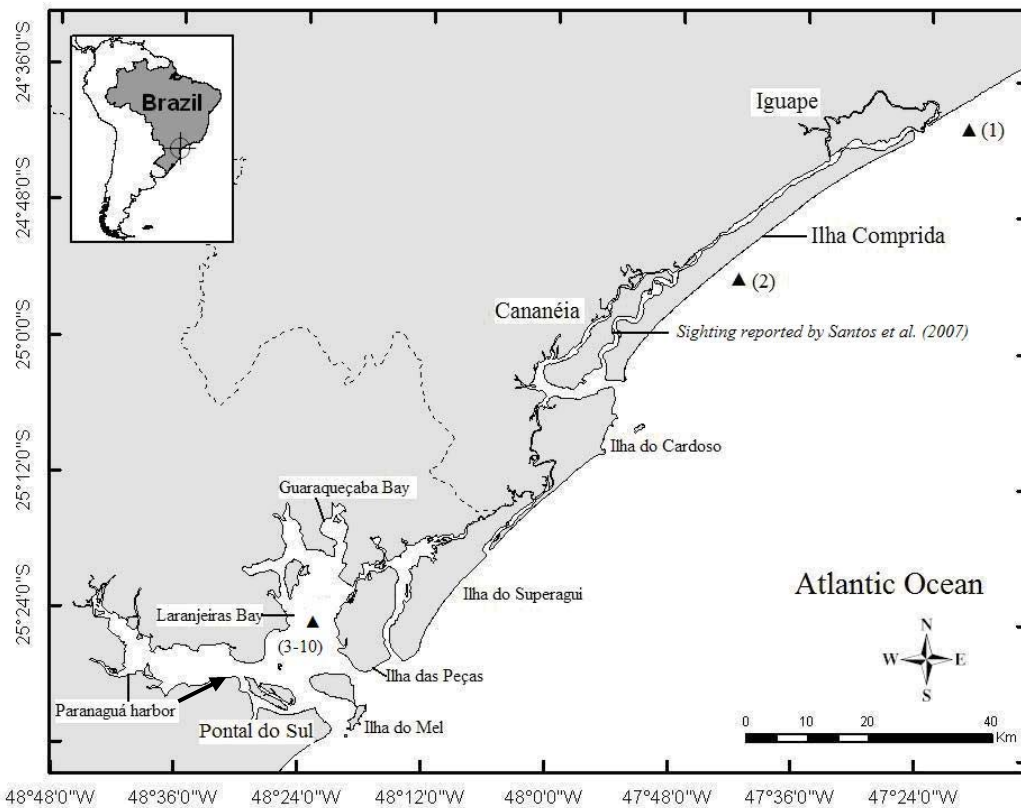 Brazil
Iguape
(1)
Ilha Comprida
(2)
Cananéia
Sighting reported by Santos et al. (2007)
Ilha do Cardoso
Guaraqueçaba Bay
Ilha do Superagui
Atlantic Ocean
Laranjeiras Bay
(3-10)
Ilha das Peças
Paranaguá harbor
Pontal do Sul
Ilha do Mel
N
W E
S
0 10 20 40
Km
24°36'0"S
24°48'0"S
25°0'0"S
25°12'0"S
25°24'0"S
48°48'0"W 48°36'0"W 48°24'0"W 48°12'0"W 48°0'0"W 47°48'0"W 47°36'0"W 47°24'0"W